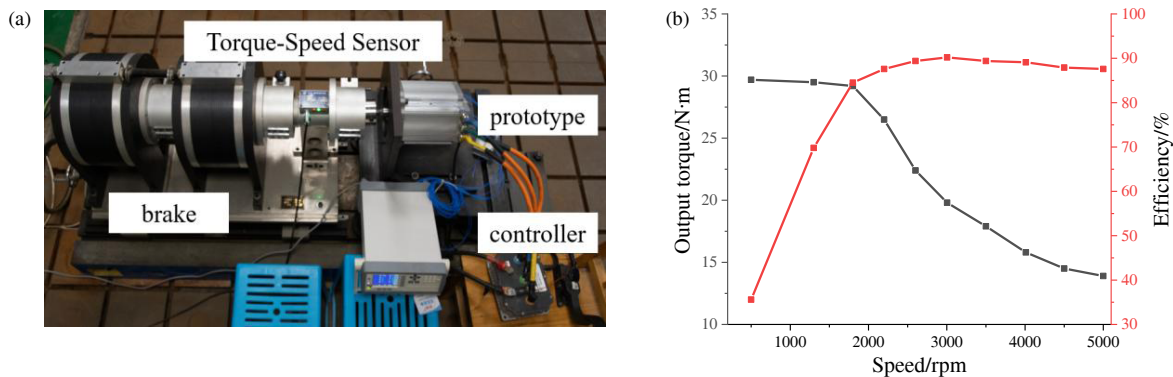 (a)
Torque-Speed Sensor
prototype
brake
controller
(b)
35
30
25
20
15
10
Output torque/N·m
100
90
80
70
60
50
40
30
Efficiency/%
1000 2000 3000 4000 5000
Speed/rpm